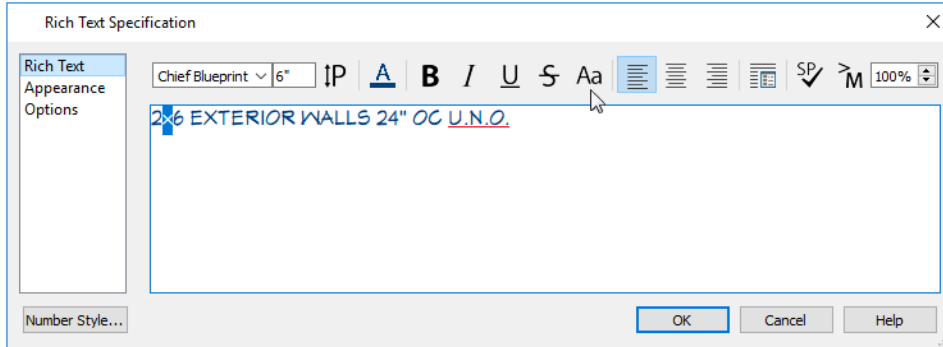 Rich Text Specification
Rich Text
Appearance
Options
Chief Blueprint 6" P A B I U S Aa SP M 100%
2x6 EXTERIOR WALLS 24" OC U.N.O.
Number Style... OK Cancel Help